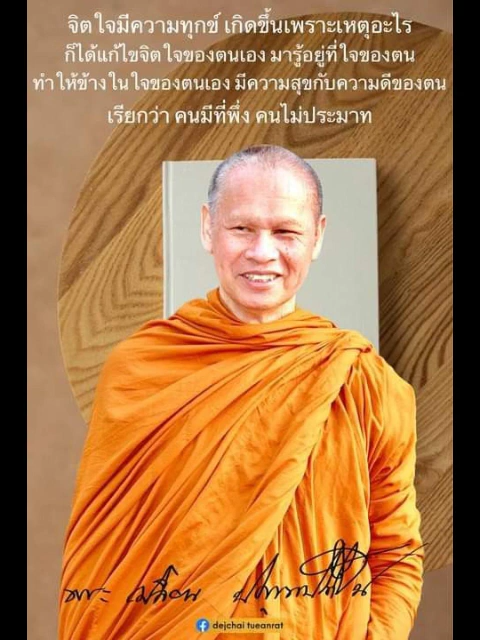 จิตใจมีความทุกข์ เกิดขึ้นเพราะเหตุอะไร
ก็ได้แก้ไขจิตใจของตนเอง มารู้อยู่ที่ใจของตน
ทำให้ข้างในใจของตนเอง มีความสุขกับความดีของตน
เรียกว่า คนมีที่พึ่ง คนไม่ประมาท
dejchai tueanrat